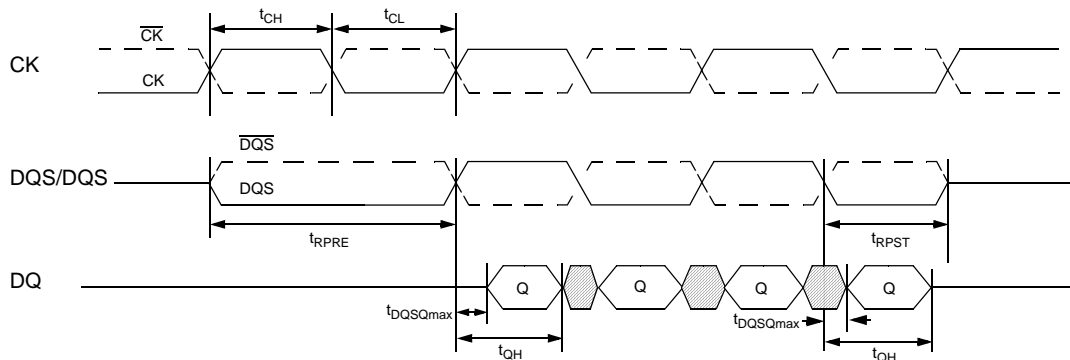 tCH
tCL
CK
CK
CK
DQS
DQS/DQS
DQS
tRPRE
tRPST
DQ
Q
Q
Q
Q
tDQSQmax
tDQSQmax
tQH
tQH